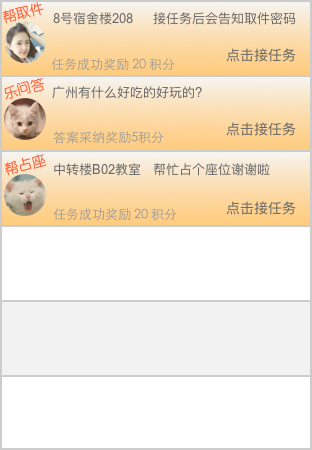 帮取件
8号宿舍楼208 接任务后会告知取件密码
点击接任务
任务成功奖励 20 积分
乐问答
广州有什么好吃的好玩的?
点击接任务
答案采纳奖励5积分
帮占座
中转楼B02教室 帮忙占个座位谢谢啦
点击接任务
任务成功奖励 20 积分